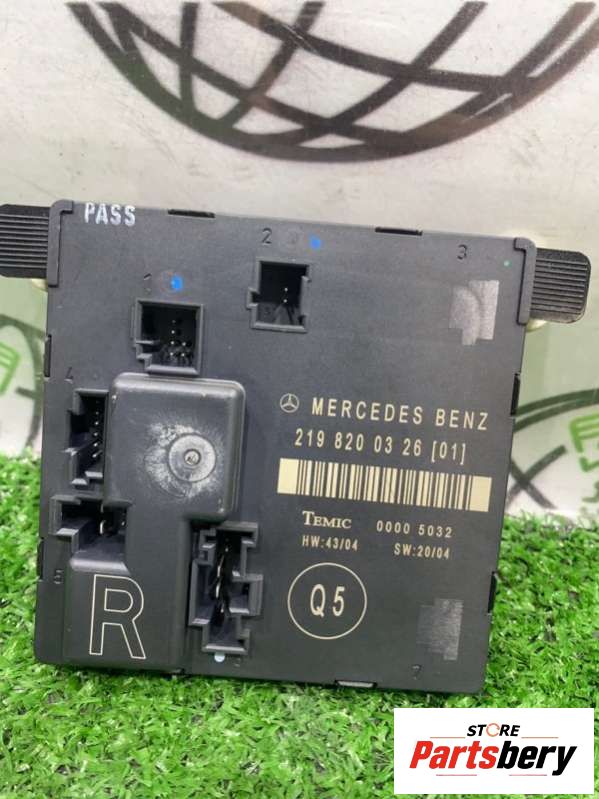 PASS
2
3
1
MERCEDES BENZ
219 820 03 26 [01]
TEMIC 0000 5032
HW:43/04 SW:20/04
4
5
R
Q5
7
STORE
Partsbery